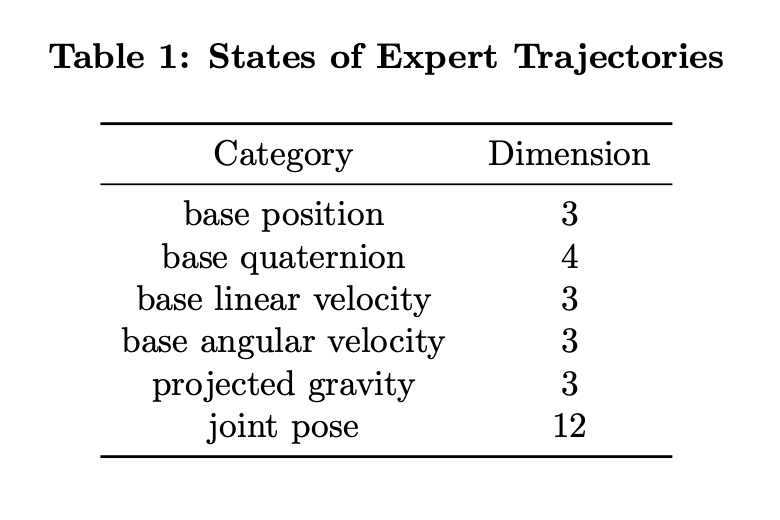 Table 1: States of Expert Trajectories
Category Dimension
base position 3
base quaternion 4
base linear velocity 3
base angular velocity 3
projected gravity 3
joint pose 12